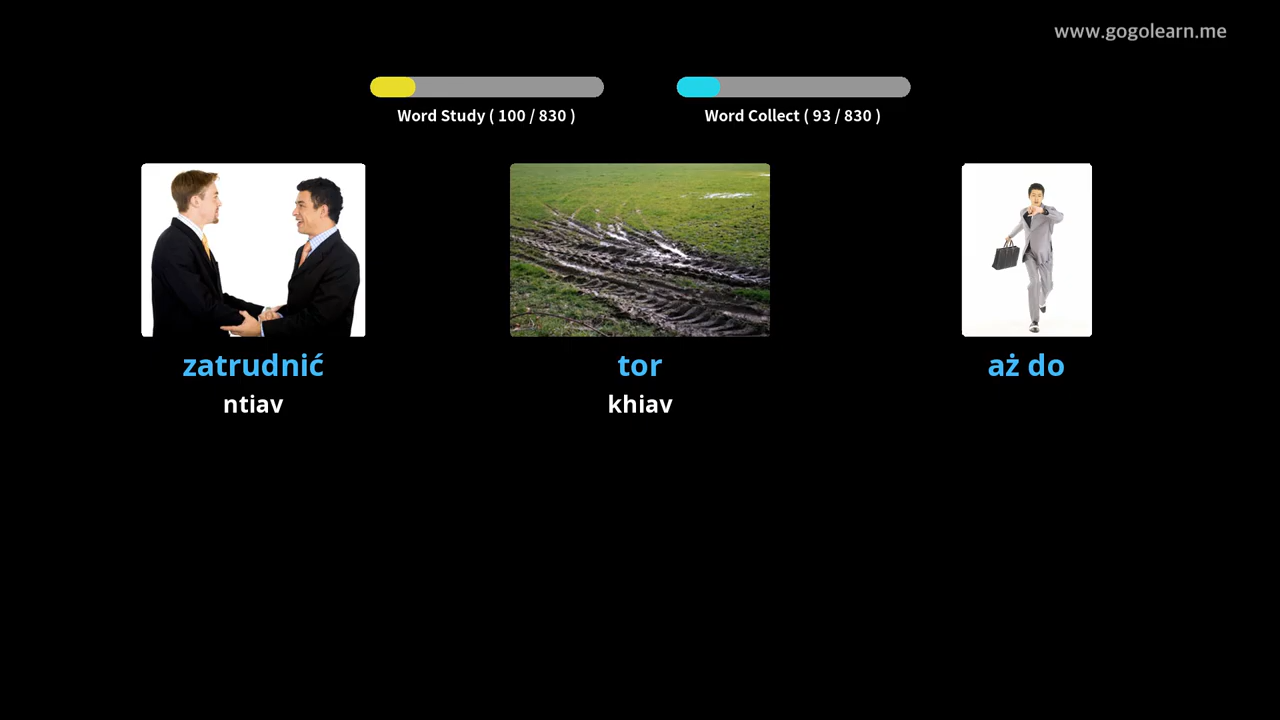 www.gogolearn.me
Word Study ( 100 / 830 )
Word Collect ( 93 / 830 )
zatrudnić
ntiav
tor
khiav
aż do